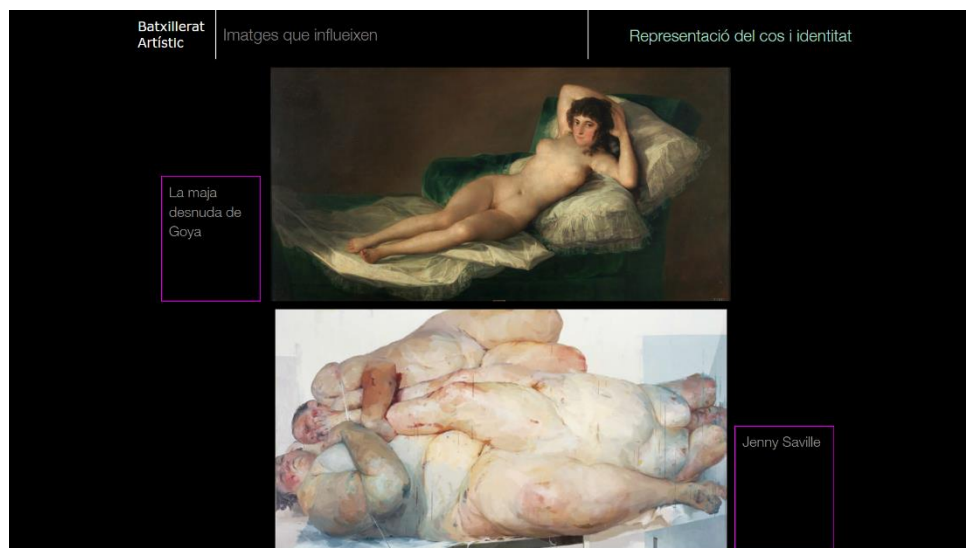 Batxillerat
Artístic
Imatges que influeixen
Representació del cos i identitat
La maja
desnuda de
Goya
Jenny Saville